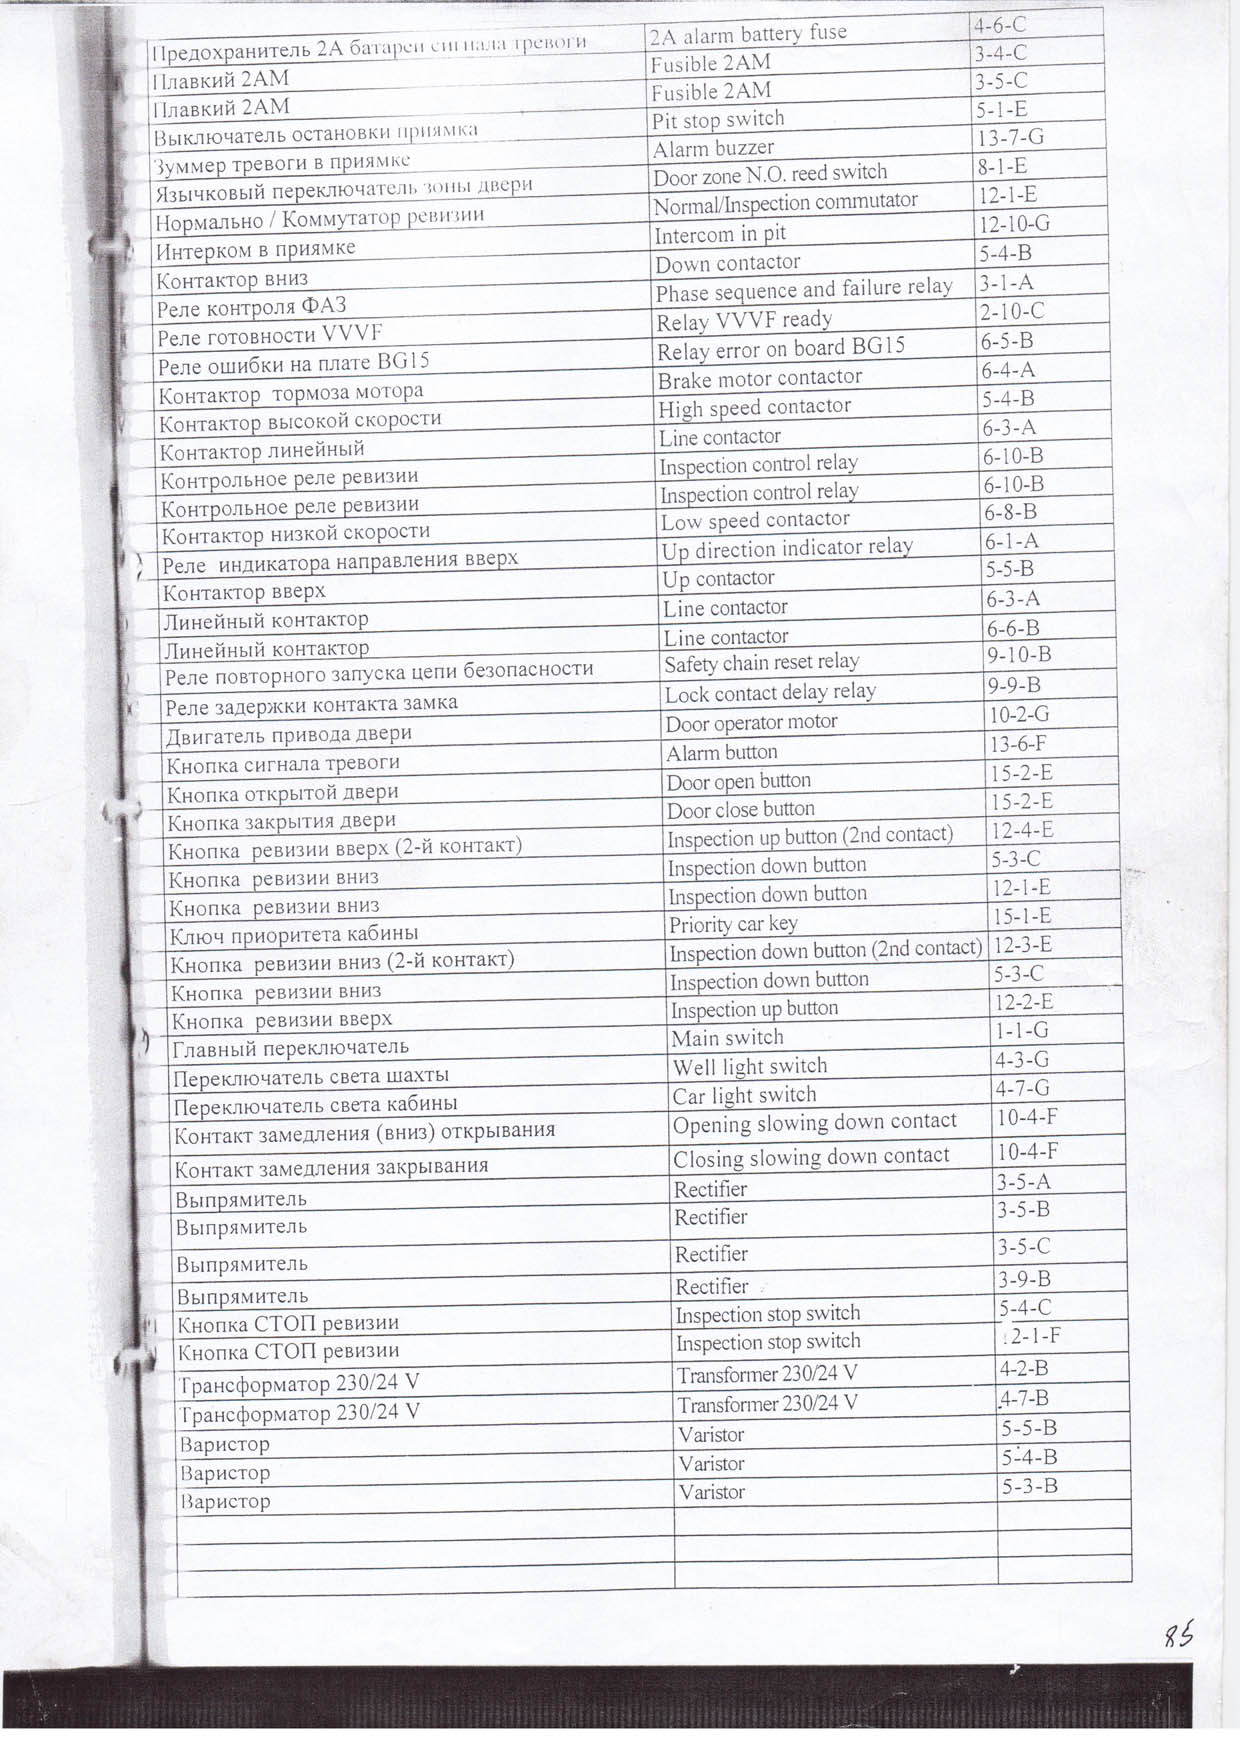 Предохранитель 2А батареи сигнала тревоги 2A alarm battery fuse 4-6-C
Плавкий 2АМ Fusible 2AM 3-4-C
Плавкий 2АМ Fusible 2AM 3-5-C
Выключатель остановки приямка Pit stop switch 5-1-E
Зуммер тревоги в приямке Alarm buzzer 13-7-G
Язычковый переключатель зоны двери Door zone N.O. reed switch 8-1-E
Нормально / Коммутатор ревизии Normal/Inspection commutator 12-1-E
Интерком в приямке Intercom in pit 12-10-G
Контактор вниз Down contactor 5-4-B
Реле контроля ФАЗ Phase sequence and failure relay 3-1-A
Реле готовности VVVF Relay VVVF ready 2-10-C
Реле ошибки на плате BG15 Relay error on board BG15 6-5-B
Контактор тормоза мотора Brake motor contactor 6-4-A
Контактор высокой скорости High speed contactor 5-4-B
Контактор линейный Line contactor 6-3-A
Контрольное реле ревизии Inspection control relay 6-10-B
Контрольное реле ревизии Inspection control relay 6-10-B
Контактор низкой скорости Low speed contactor 6-8-B
Реле индикатора направления вверх Up direction indicator relay 6-1-A
Контактор вверх Up contactor 5-5-B
Линейный контактор Line contactor 6-3-A
Линейный контактор Line contactor 6-6-B
Реле повторного запуска цепи безопасности Safety chain reset relay 9-10-B
Реле задержки контакта замка Lock contact delay relay 9-9-B
Двигатель привода двери Door operator motor 10-2-G
Кнопка сигнала тревоги Alarm button 13-6-F
Кнопка открытой двери Door open button 15-2-E
Кнопка закрытия двери Door close button 15-2-E
Кнопка ревизии вверх (2-й контакт) Inspection up button (2nd contact) 12-4-E
Кнопка ревизии вниз Inspection down button 5-3-C
Кнопка ревизии вниз Inspection down button 12-1-E
Ключ приоритета кабины Priority car key 15-1-E
Кнопка ревизии вниз (2-й контакт) Inspection down button (2nd contact) 12-3-E
Кнопка ревизии вниз Inspection down button 5-3-C
Кнопка ревизии вверх Inspection up button 12-2-E
Главный переключатель Main switch 1-1-G
Переключатель света шахты Well light switch 4-3-G
Переключатель света кабины Car light switch 4-7-G
Контакт замедления (вниз) открывания Opening slowing down contact 10-4-F
Контакт замедления закрывания Closing slowing down contact 10-4-F
Выпрямитель Rectifier 3-5-A
Выпрямитель Rectifier 3-5-B
Выпрямитель Rectifier 3-5-C
Выпрямитель Rectifier 3-9-B
Кнопка СТОП ревизии Inspection stop switch 5-4-C
Кнопка СТОП ревизии Inspection stop switch 2-1-F
Трансформатор 230/24 V Transformer 230/24 V 4-2-B
Трансформатор 230/24 V Transformer 230/24 V 4-7-B
Варистор Varistor 5-5-B
Варистор Varistor 5-4-B
Варистор Varistor 5-3-B
85